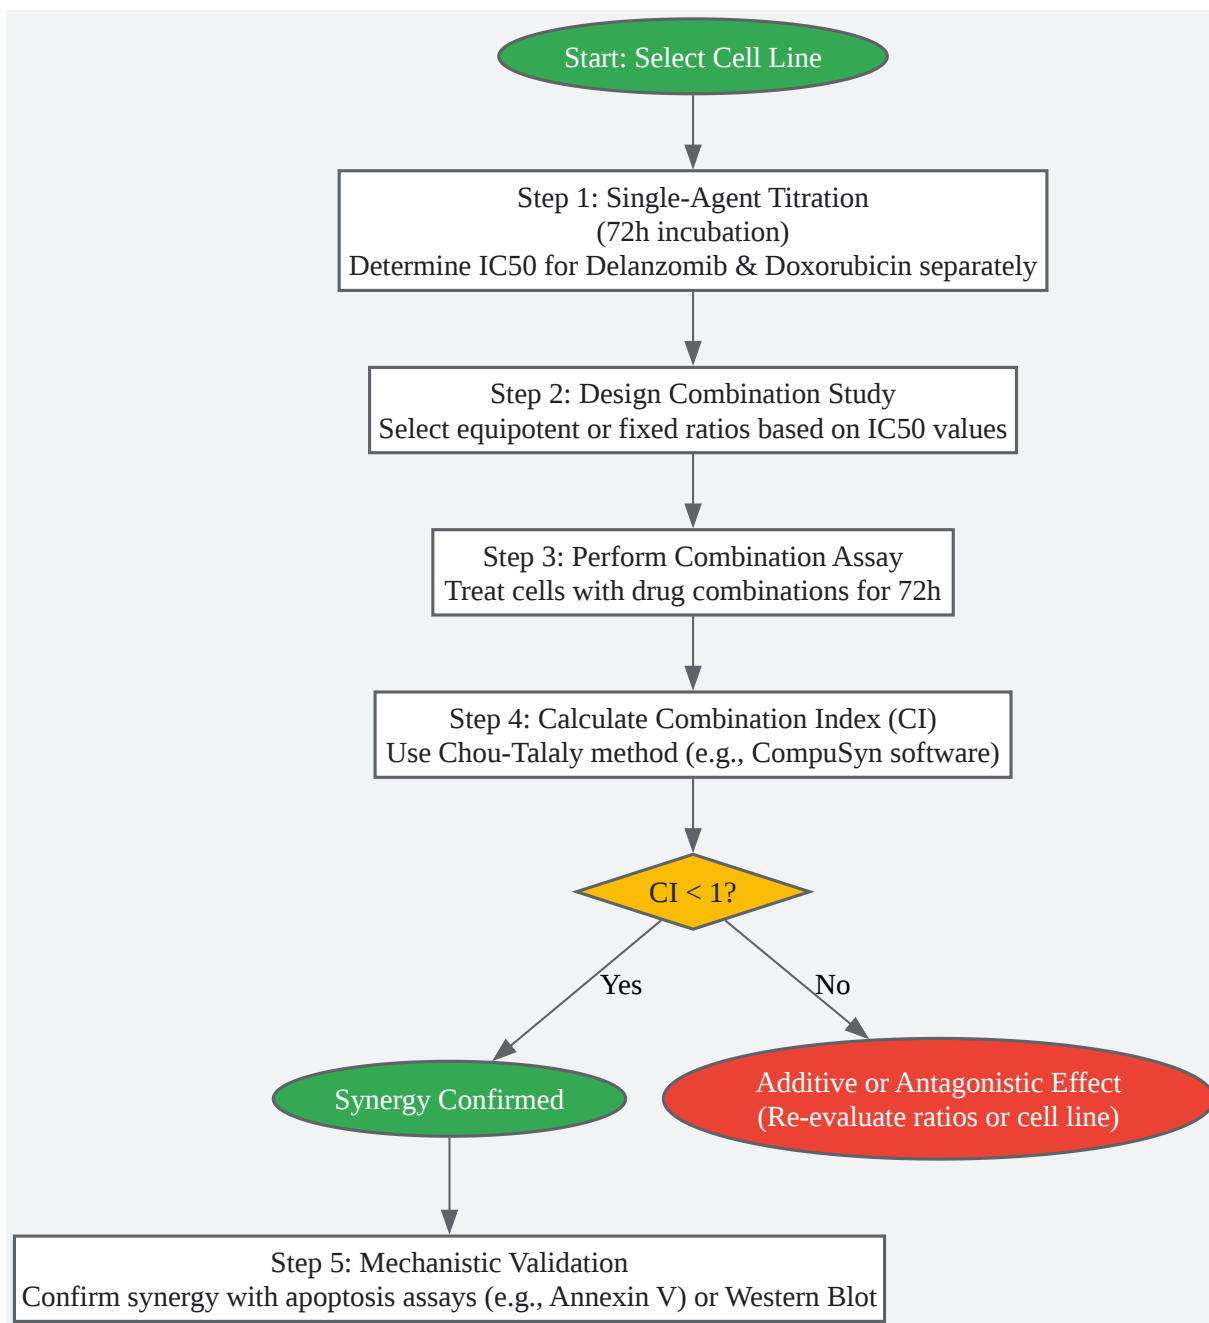 Start: Select Cell Line
Step 1: Single-Agent Titration
(72h incubation)
Determine IC50 for Delanzomib & Doxorubicin separately
Step 2: Design Combination Study
Select equipotent or fixed ratios based on IC50 values
Step 3: Perform Combination Assay
Treat cells with drug combinations for 72h
Step 4: Calculate Combination Index (CI)
Use Chou-Talaly method (e.g., CompuSyn software)
CI < 1?
Yes
No
Synergy Confirmed
Additive or Antagonistic Effect
(Re-evaluate ratios or cell line)
Step 5: Mechanistic Validation
Confirm synergy with apoptosis assays (e.g., Annexin V) or Western Blot